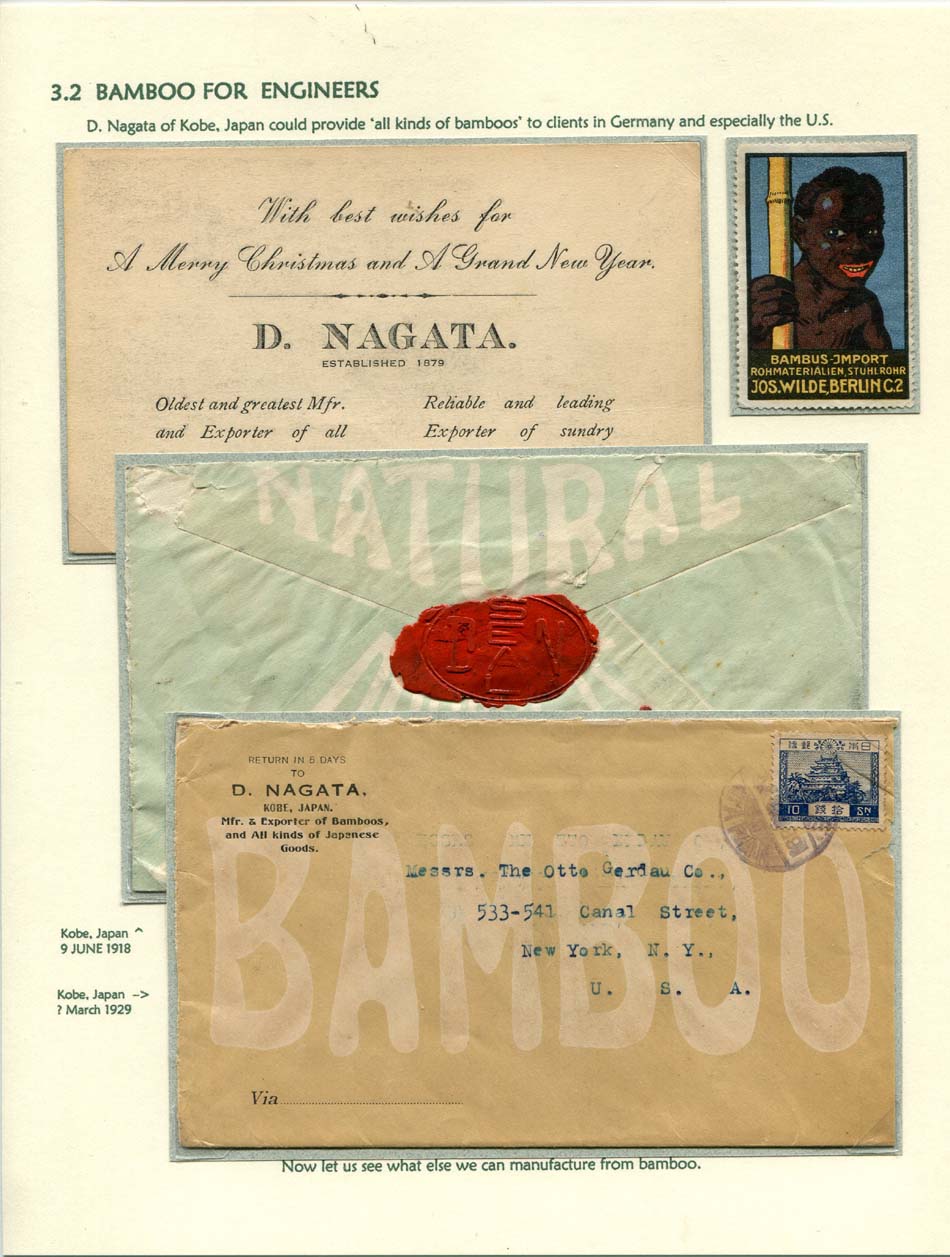 3.2 BAMBOO FOR ENGINEERS
D. Nagata of Kobe, Japan could provide 'all kinds of bamboos' to clients in Germany and especially the U.S.
With best wishes for
A Merry Christmas and A Grand New Year.
D. NAGATA.
ESTABLISHED 1879
Oldest and greatest Mfr.
and Exporter of all
Reliable and leading
Exporter of sundry
BAMBUS-IMPORT
ROHMATERIALIEN, STUHLROHR
JOS. WILDE, BERLIN C.2
NATURAL
SEAL
D N
RETURN IN 5 DAYS
TO
D. NAGATA,
KOBE, JAPAN.
Mfr. & Exporter of Bamboos,
and All kinds of Japanese
Goods.
便郵 本日
10 錢拾 SN
BAMBOO
Messrs. The Otto Gerdau Co.,
533-541 Canal Street,
New York, N. Y.,
U. S. A.
Via
Kobe, Japan ^
9 JUNE 1918
Kobe, Japan –>
? March 1929
Now let us see what else we can manufacture from bamboo.